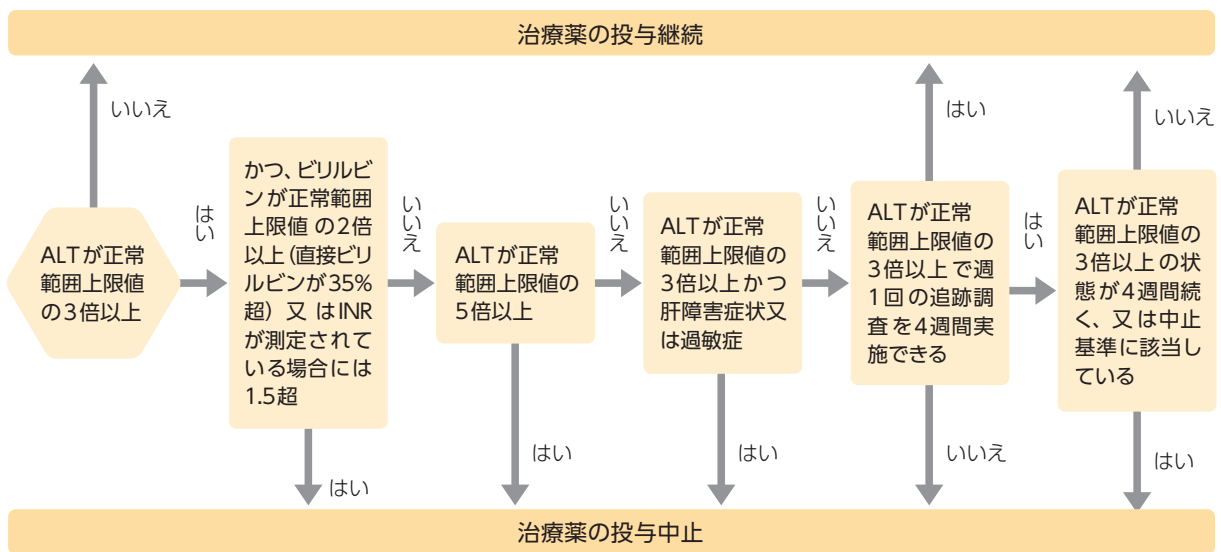 治療薬の投与継続
いいえ
はい
いいえ
ALTが正常
範囲上限値
の3倍以上
はい
かつ、ビリルビ
ンが正常範囲
上限値の2倍
以上(直接ビリ
ルビンが35%
超)又はINR
が測定されて
いる場合には
1.5超
いいえ
ALTが正常
範囲上限値の
5倍以上
いいえ
ALTが正常
範囲上限値の
3倍以上かつ
肝障害症状又
は過敏症
いいえ
ALTが正常
範囲上限値の
3倍以上で週
1回の追跡調
査を4週間実
施できる
はい
ALTが正常
範囲上限値の
3倍以上の状
態が4週間続
く、又は中止
基準に該当し
ている
はい
はい
はい
いいえ
はい
治療薬の投与中止